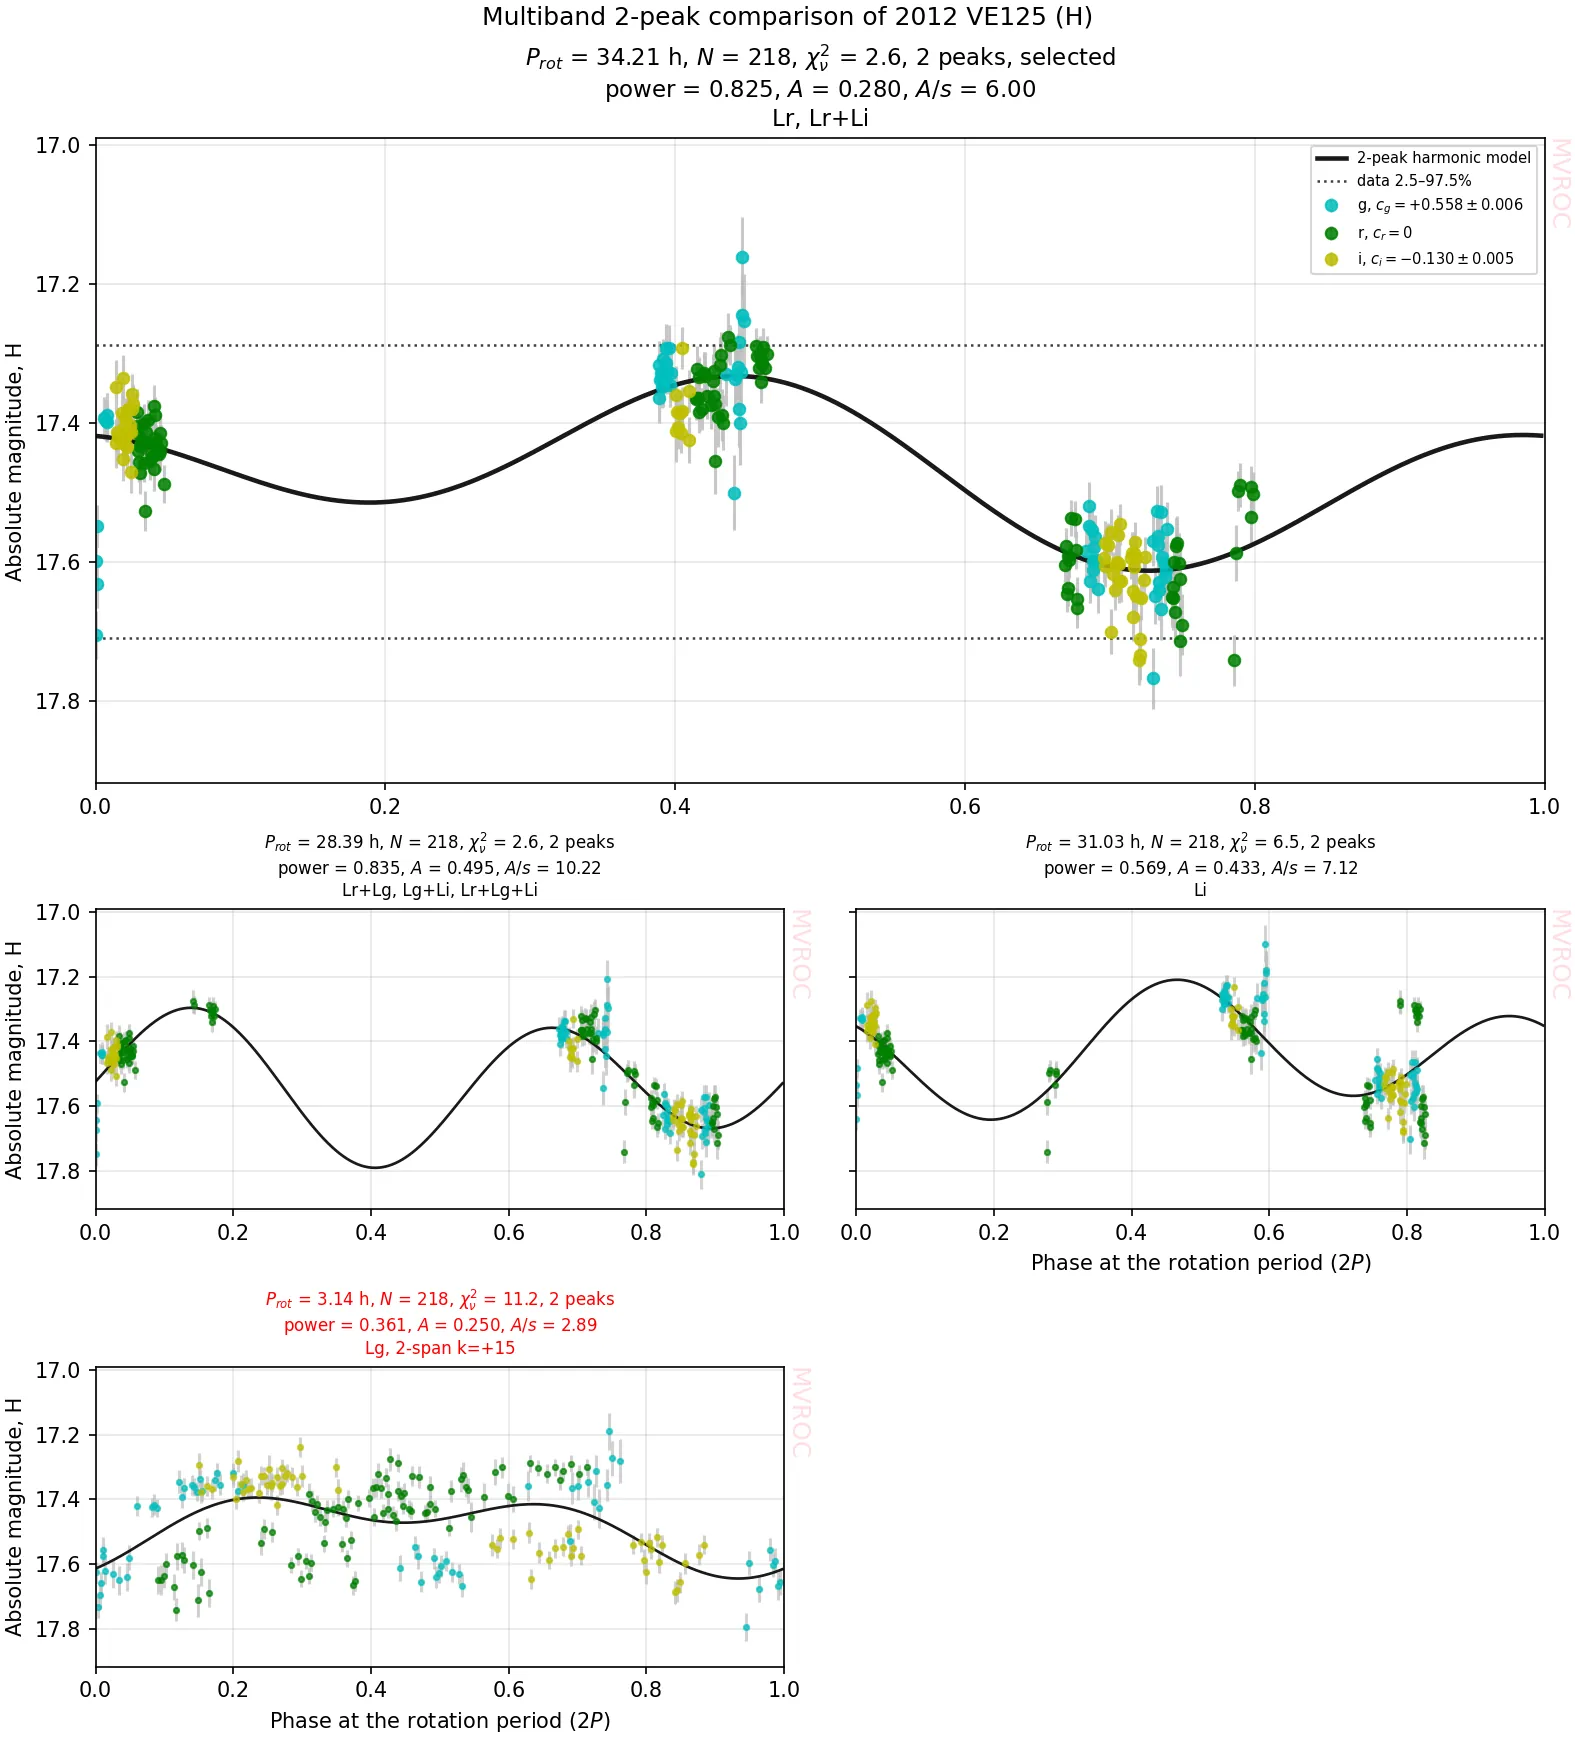 Multiband 2-peak comparison of 2012 VE125 (H)
P_rot = 34.21 h, N = 218, χ²_ν = 2.6, 2 peaks, selected
power = 0.825, A = 0.280, A/s = 6.00
Lr, Lr+Li
17.0
17.2
17.4
17.6
17.8
Absolute magnitude, H
2-peak harmonic model
data 2.5–97.5%
g, c_g = +0.558 ± 0.006
r, c_r = 0
i, c_i = −0.130 ± 0.005
MVROC
0.0 0.2 0.4 0.6 0.8 1.0
P_rot = 28.39 h, N = 218, χ²_ν = 2.6, 2 peaks
power = 0.835, A = 0.495, A/s = 10.22
Lr+Lg, Lg+Li, Lr+Lg+Li
17.0
17.2
17.4
17.6
17.8
Absolute magnitude, H
MVROC
0.0 0.2 0.4 0.6 0.8 1.0
P_rot = 31.03 h, N = 218, χ²_ν = 6.5, 2 peaks
power = 0.569, A = 0.433, A/s = 7.12
Li
MVROC
0.0 0.2 0.4 0.6 0.8 1.0
Phase at the rotation period (2P)
P_rot = 3.14 h, N = 218, χ²_ν = 11.2, 2 peaks
power = 0.361, A = 0.250, A/s = 2.89
Lg, 2-span k=+15
17.0
17.2
17.4
17.6
17.8
Absolute magnitude, H
MVROC
0.0 0.2 0.4 0.6 0.8 1.0
Phase at the rotation period (2P)